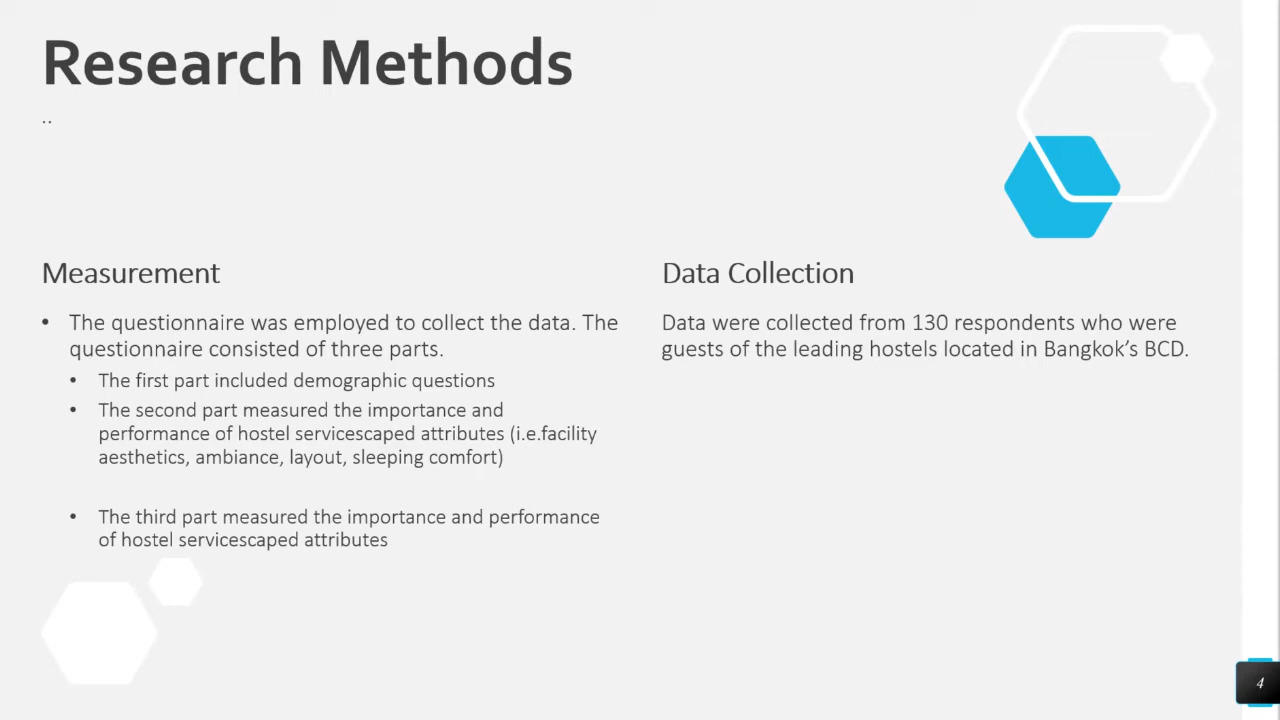 Research Methods
..
Measurement
• The questionnaire was employed to collect the data. The
questionnaire consisted of three parts.
• The first part included demographic questions
• The second part measured the importance and
performance of hostel servicescaped attributes (i.e.facility
aesthetics, ambiance, layout, sleeping comfort)
• The third part measured the importance and performance
of hostel servicescaped attributes
Data Collection
Data were collected from 130 respondents who were
guests of the leading hostels located in Bangkok’s BCD.
4